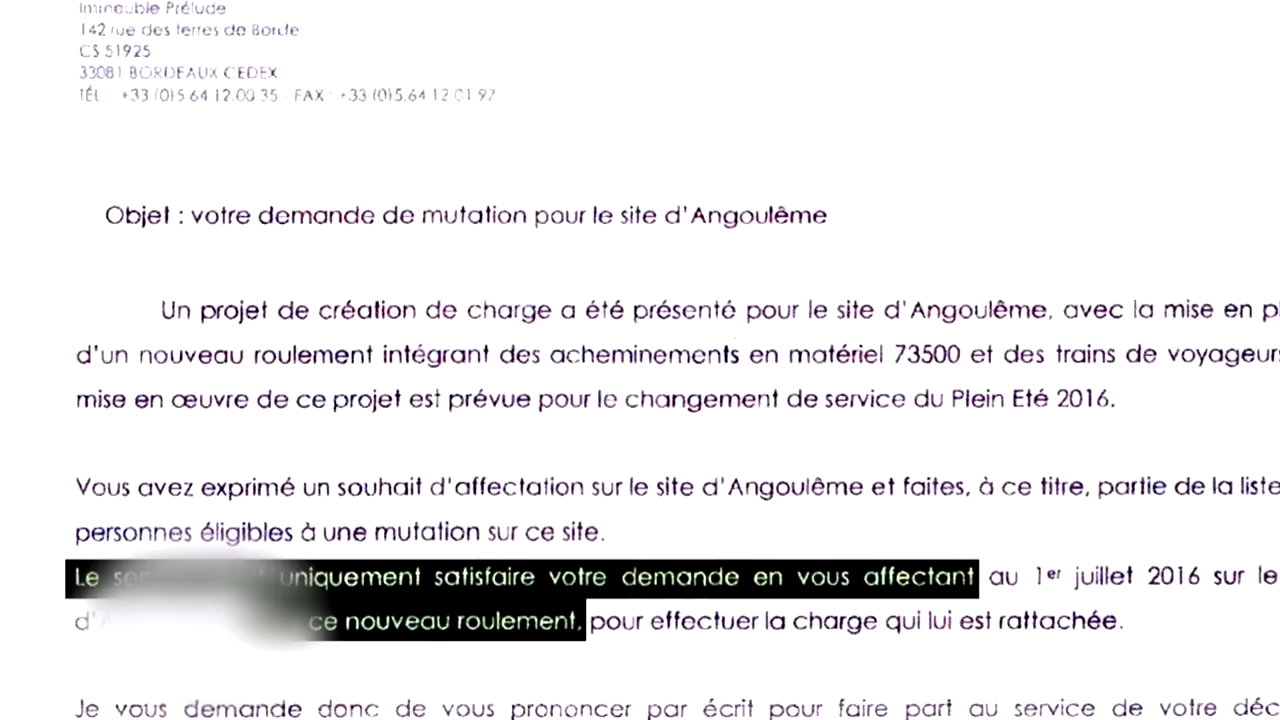 Immeuble Prélude
142 rue des terres de Borde
CS 51925
33081 BORDEAUX CEDEX
TÉL : +33 (0)5 64 12.00 35 - FAX : +33 (0)5.64 12 01 97
Objet : votre demande de mutation pour le site d'Angoulême
Un projet de création de charge a été présenté pour le site d'Angoulême, avec la mise en
d'un nouveau roulement intégrant des acheminements en matériel 73500 et des trains de voyageurs
mise en œuvre de ce projet est prévue pour le changement de service du Plein Eté 2016.
Vous avez exprimé un souhait d'affectation sur le site d'Angoulême et faites, à ce titre, partie de la liste
personnes éligibles à une mutation sur ce site.
Le uniquement satisfaire votre demande en vous affectant au 1er juillet 2016 sur le
ce nouveau roulement, pour effectuer la charge qui lui est rattachée.
Je vous demande donc de vous prononcer par écrit pour faire part au service de votre